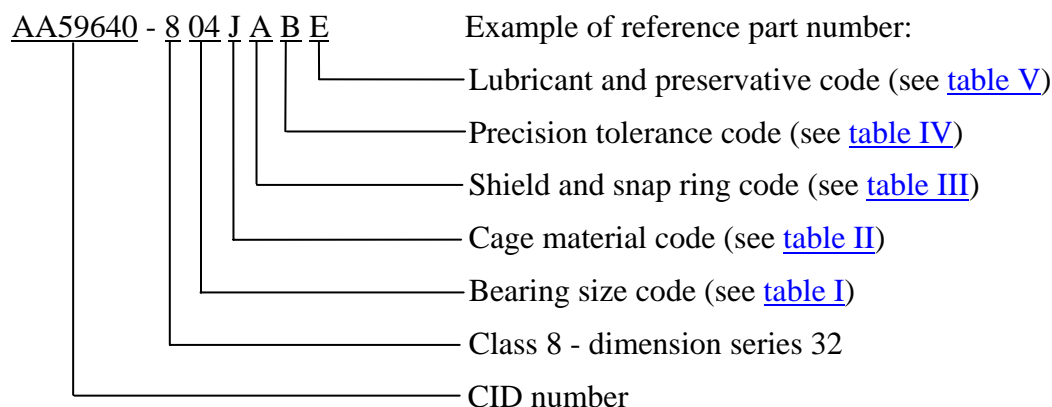 AA59640 - 8 04 J A B E Example of reference part number:
Lubricant and preservative code (see table V)
Precision tolerance code (see table IV)
Shield and snap ring code (see table III)
Cage material code (see table II)
Bearing size code (see table I)
Class 8 - dimension series 32
CID number